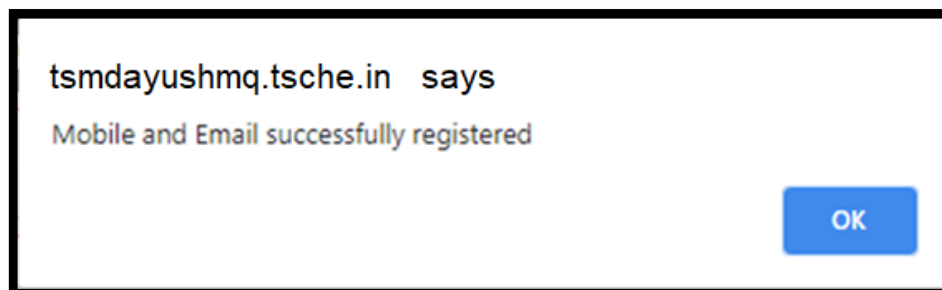 tsmdayushmq.tsche.in says
Mobile and Email successfully registered
OK